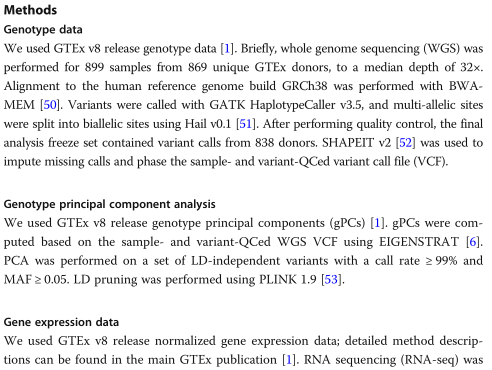 Methods
Genotype data
We used GTEx v8 release genotype data [1]. Briefly, whole genome sequencing (WGS) was
performed for 899 samples from 869 unique GTEx donors, to a median depth of 32×.
Alignment to the human reference genome build GRCh38 was performed with BWA-
MEM [50]. Variants were called with GATK HaplotypeCaller v3.5, and multi-allelic sites
were split into biallelic sites using Hail v0.1 [51]. After performing quality control, the final
analysis freeze set contained variant calls from 838 donors. SHAPEIT v2 [52] was used to
impute missing calls and phase the sample- and variant-QCed variant call file (VCF).
Genotype principal component analysis
We used GTEx v8 release genotype principal components (gPCs) [1]. gPCs were com-
puted based on the sample- and variant-QCed WGS VCF using EIGENSTRAT [6].
PCA was performed on a set of LD-independent variants with a call rate ≥ 99% and
MAF ≥ 0.05. LD pruning was performed using PLINK 1.9 [53].
Gene expression data
We used GTEx v8 release normalized gene expression data; detailed method descrip-
tions can be found in the main GTEx publication [1]. RNA sequencing (RNA-seq) was